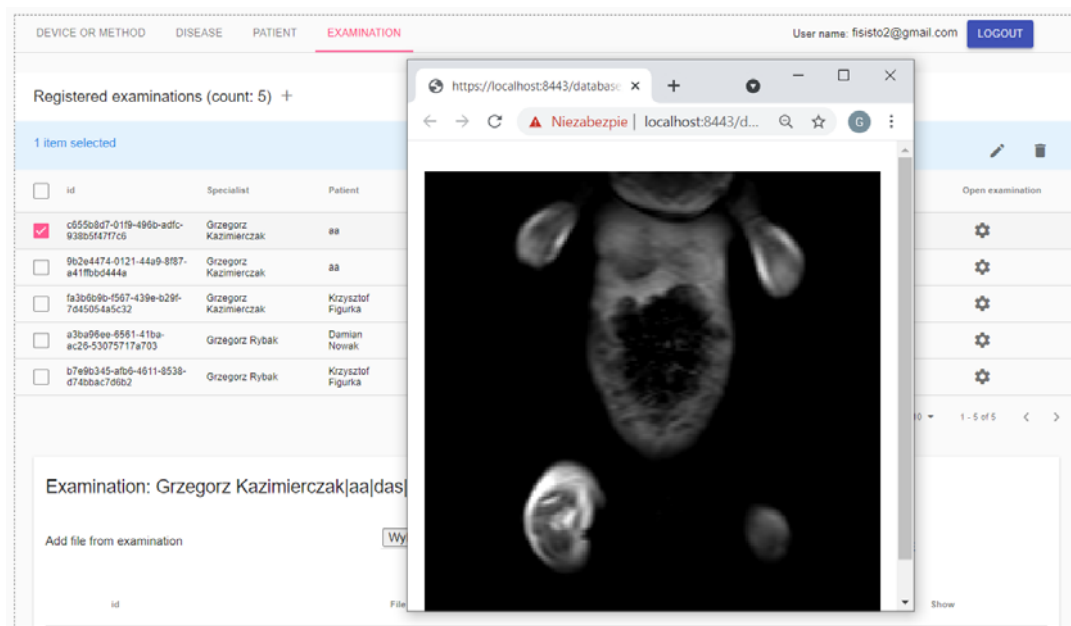 DEVICE OR METHOD DISEASE PATIENT EXAMINATION User name: fisisto2@gmail.com LOGOUT
https://localhost:8443/database
Niezabezpie | localhost:8443/d... G
Registered examinations (count: 5) +
1 item selected
id Specialist Patient Open examination
c655b8d7-01f9-496b-adfc-
938b5f47f7c6
Grzegorz
Kazimierczak
aa
9b2e4474-0121-44a9-8f87-
a41ffbbd444a
Grzegorz
Kazimierczak
aa
fa3b6b9b-f567-439e-b29f-
7d45054a5c32
Grzegorz
Kazimierczak
Krzysztof
Figurka
a3ba96ee-6561-41ba-
ac26-53075717a703
Grzegorz Rybak
Damian
Nowak
b7e9b345-afb6-4611-8538-
d74bbac7d6b2
Grzegorz Rybak
Krzysztof
Figurka
1 - 5 of 5
Examination: Grzegorz Kazimierczak|aa|das|
Add file from examination Wy
id File Show